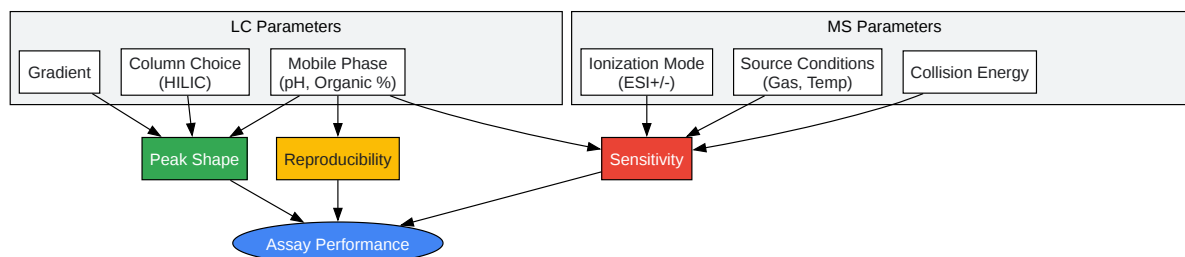 LC Parameters
MS Parameters
Gradient
Column Choice
(HILIC)
Mobile Phase
(pH, Organic %)
Ionization Mode
(ESI+/-)
Source Conditions
(Gas, Temp)
Collision Energy
Peak Shape
Reproducibility
Sensitivity
Assay Performance